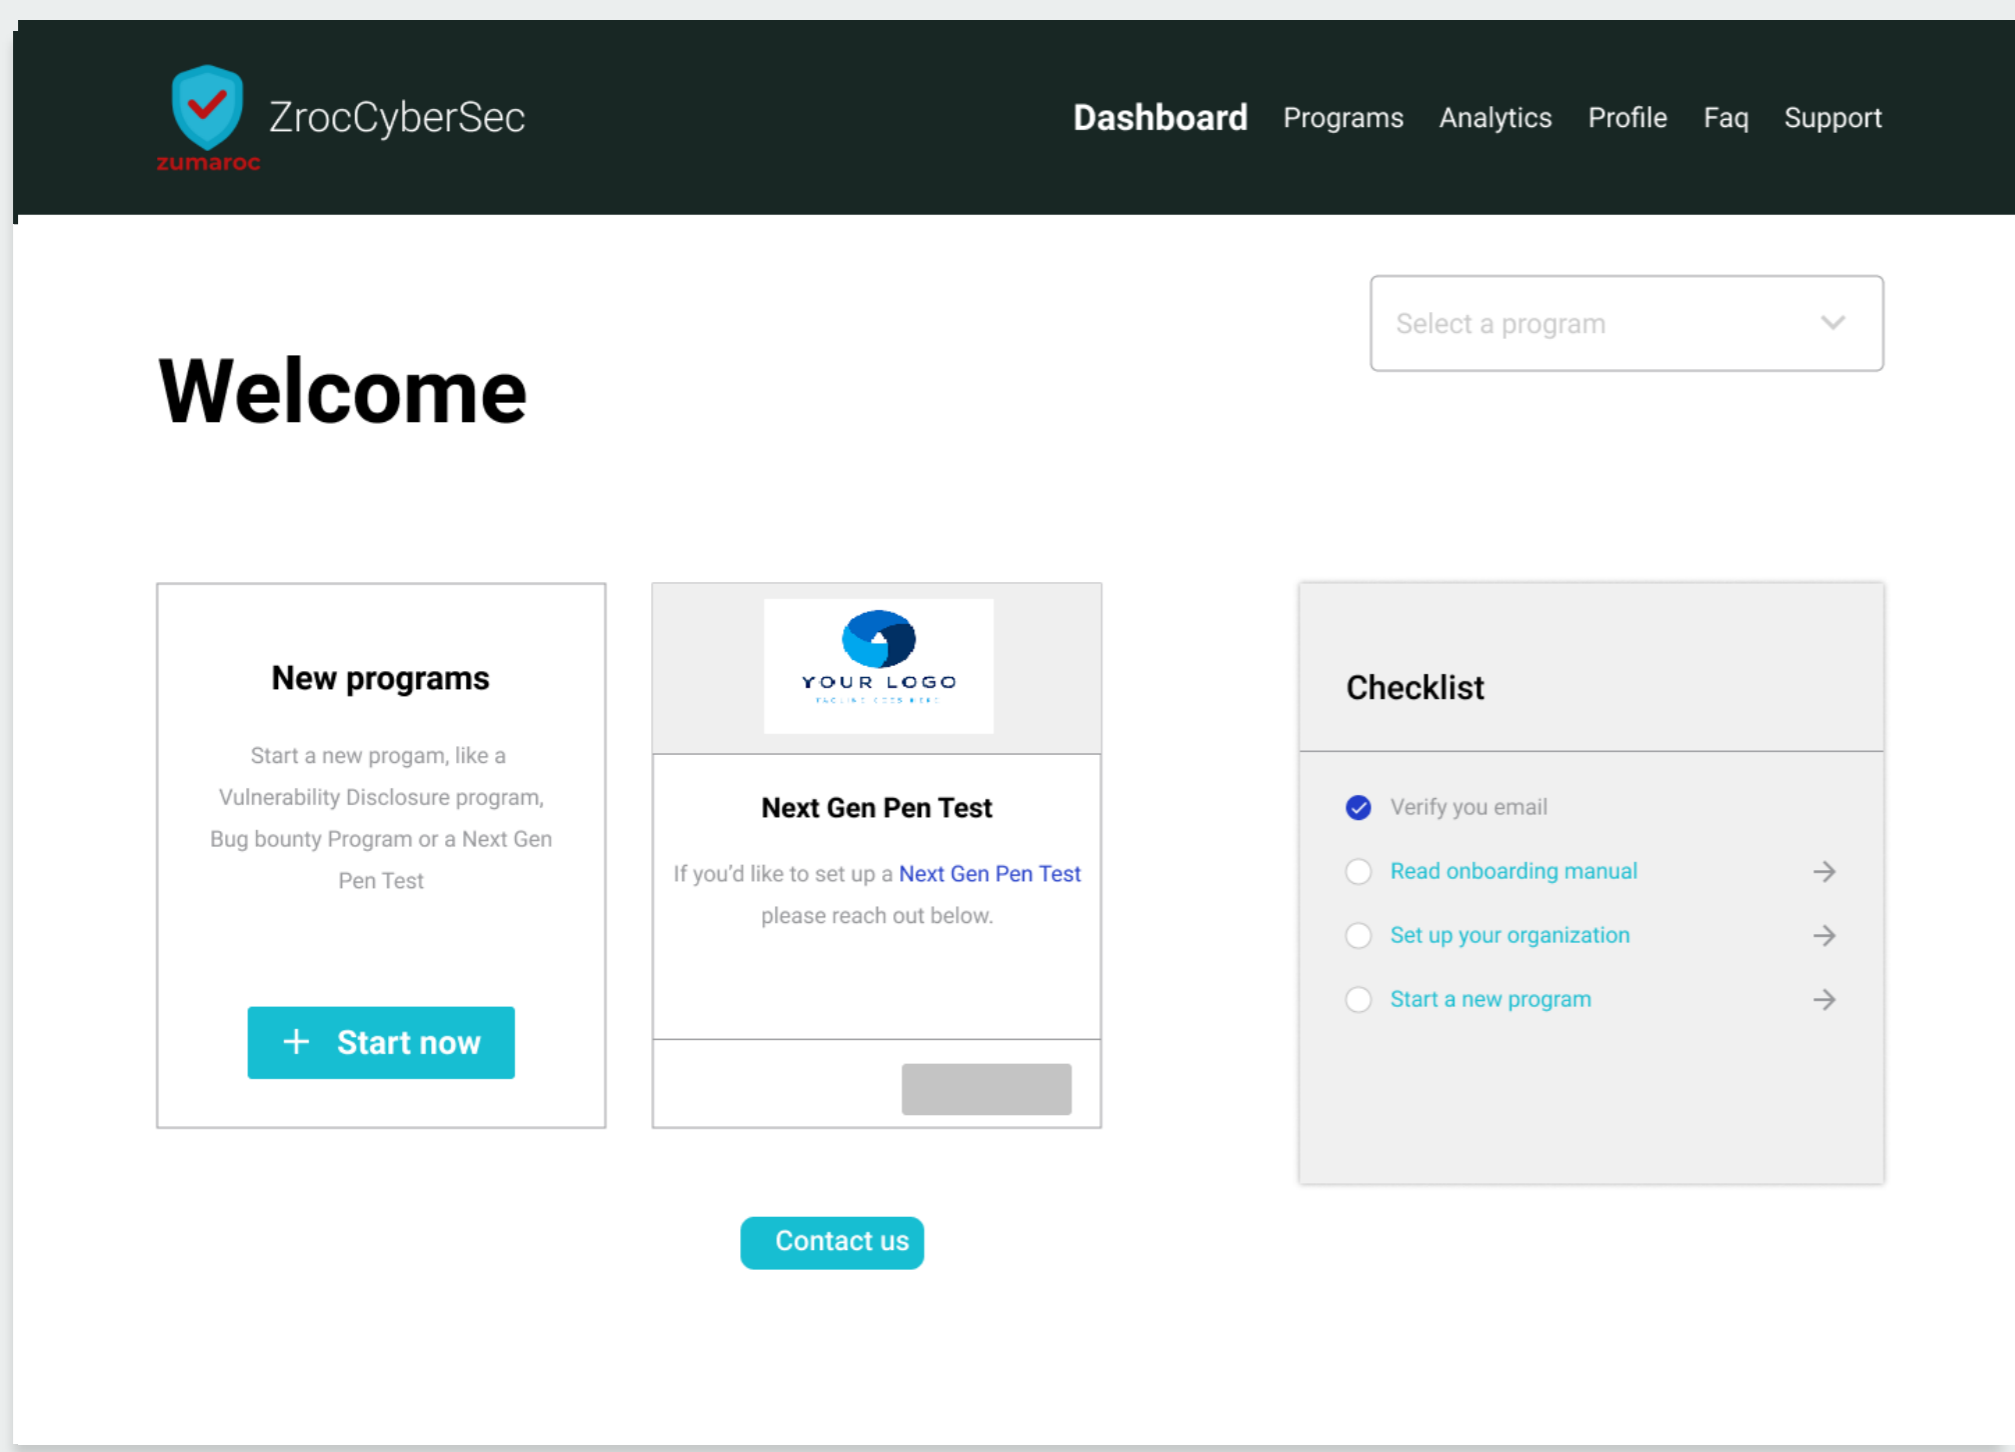 zumaroc
ZrocCyberSec
Dashboard Programs Analytics Profile Faq Support
Select a program
Welcome
New programs
Start a new progam, like a
Vulnerability Disclosure program,
Bug bounty Program or a Next Gen
Pen Test
+ Start now
YOUR LOGO
Next Gen Pen Test
If you'd like to set up a Next Gen Pen Test
please reach out below.
Contact us
Checklist
Verify you email
Read onboarding manual
Set up your organization
Start a new program